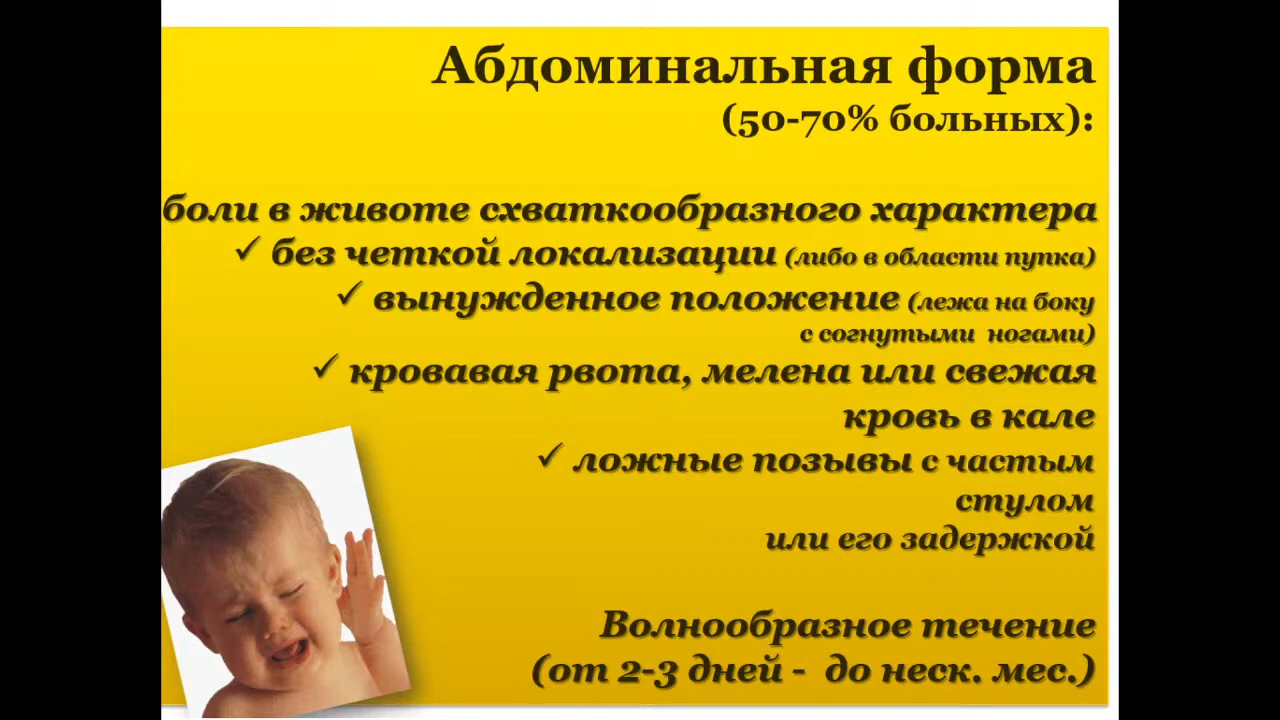 Абдоминальная форма
(50-70% больных):
боли в животе схваткообразного характера
✓ без четкой локализации (либо в области пупка)
✓ вынужденное положение (лежа на боку
с согнутыми ногами)
✓ кровавая рвота, мелена или свежая
кровь в кале
✓ ложные позывы с частым
стулом
или его задержкой
Волнообразное течение
(от 2-3 дней - до неск. мес.)